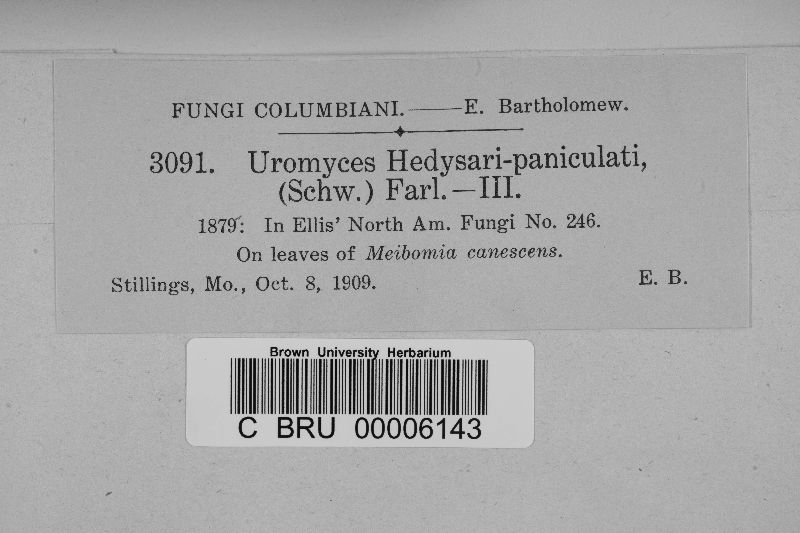 FUNGI COLUMBIANI.——E. Bartholomew.
3091. Uromyces Hedysari-paniculati,
(Schw.) Farl.—III.
1879: In Ellis' North Am. Fungi No. 246.
On leaves of Meibomia canescens.
Stillings, Mo., Oct. 8, 1909. E. B.
Brown University Herbarium
C BRU 00006143